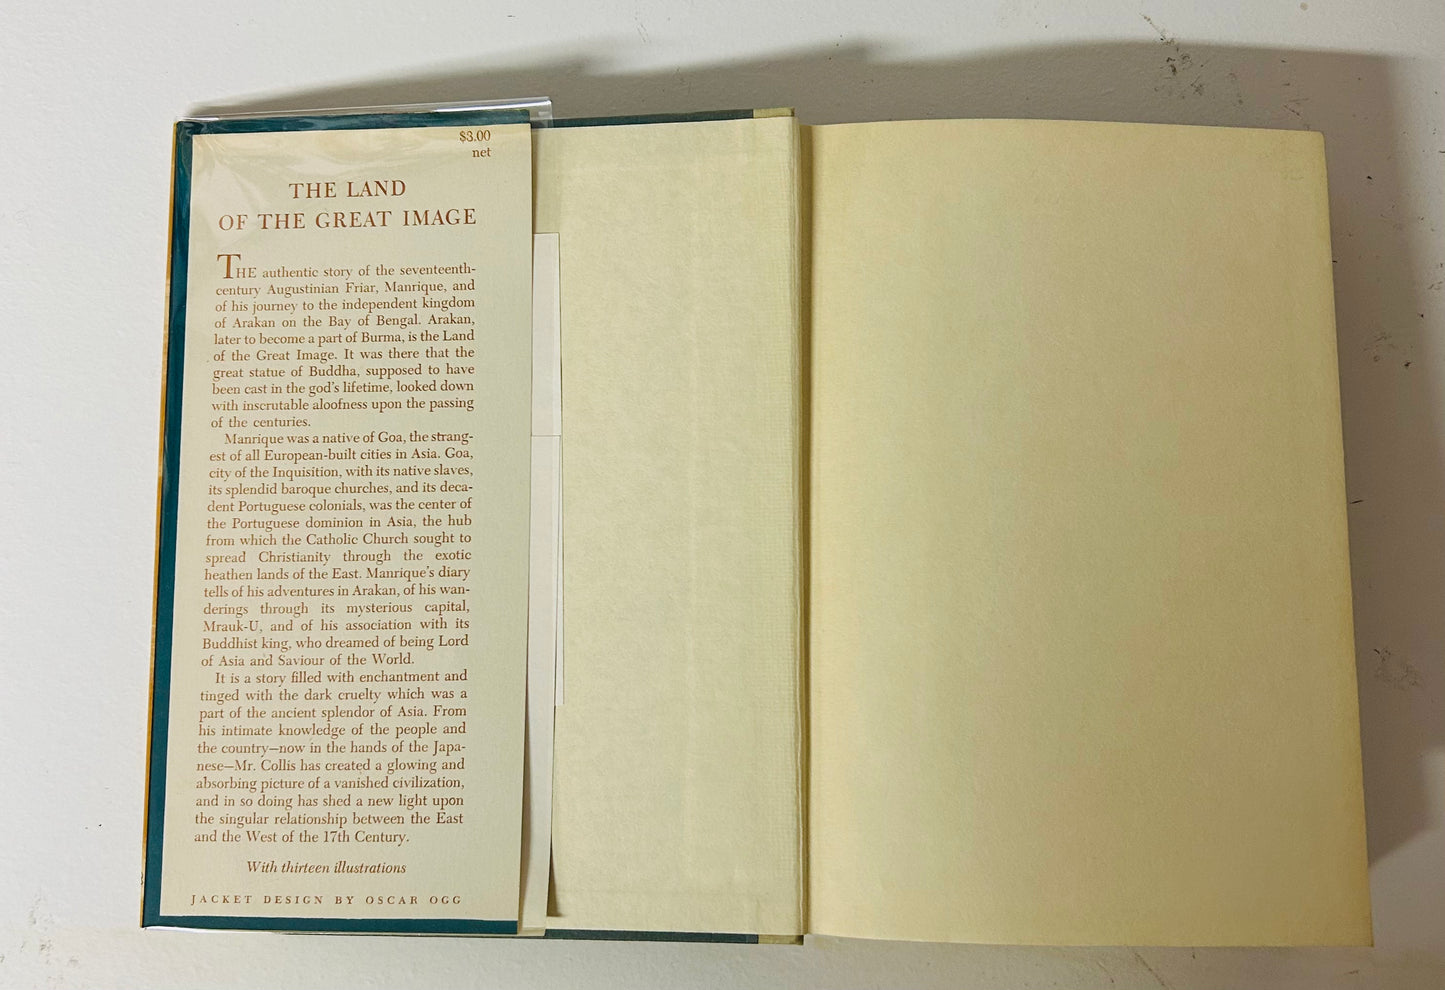 $3.00
net
THE LAND
OF THE GREAT IMAGE
THE authentic story of the seventeenth-
century Augustinian Friar, Manrique, and
of his journey to the independent kingdom
of Arakan on the Bay of Bengal. Arakan,
later to become a part of Burma, is the Land
of the Great Image. It was there that the
great statue of Buddha, supposed to have
been cast in the god's lifetime, looked down
with inscrutable aloofness upon the passing
of the centuries.
Manrique was a native of Goa, the strang-
est of all European-built cities in Asia. Goa,
city of the Inquisition, with its native slaves,
its splendid baroque churches, and its deca-
dent Portuguese colonials, was the center of
the Portuguese dominion in Asia, the hub
from which the Catholic Church sought to
spread Christianity through the exotic
heathen lands of the East. Manrique's diary
tells of his adventures in Arakan, of his wan-
derings through its mysterious capital,
Mrauk-U, and of his association with its
Buddhist king, who dreamed of being Lord
of Asia and Saviour of the World.
It is a story filled with enchantment and
tinged with the dark cruelty which was a
part of the ancient splendor of Asia. From
his intimate knowledge of the people and
the country—now in the hands of the Japa-
nese—Mr. Collis has created a glowing and
absorbing picture of a vanished civilization,
and in so doing has shed a new light upon
the singular relationship between the East
and the West of the 17th Century.
With thirteen illustrations
JACKET DESIGN BY OSCAR OGG